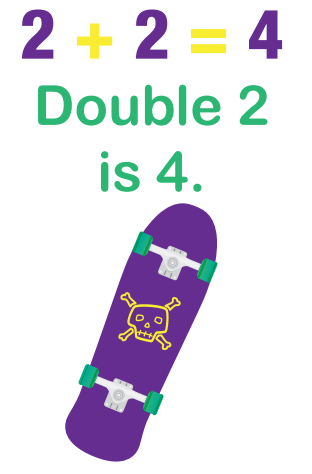 2 + 2 = 4
Double 2
is 4.